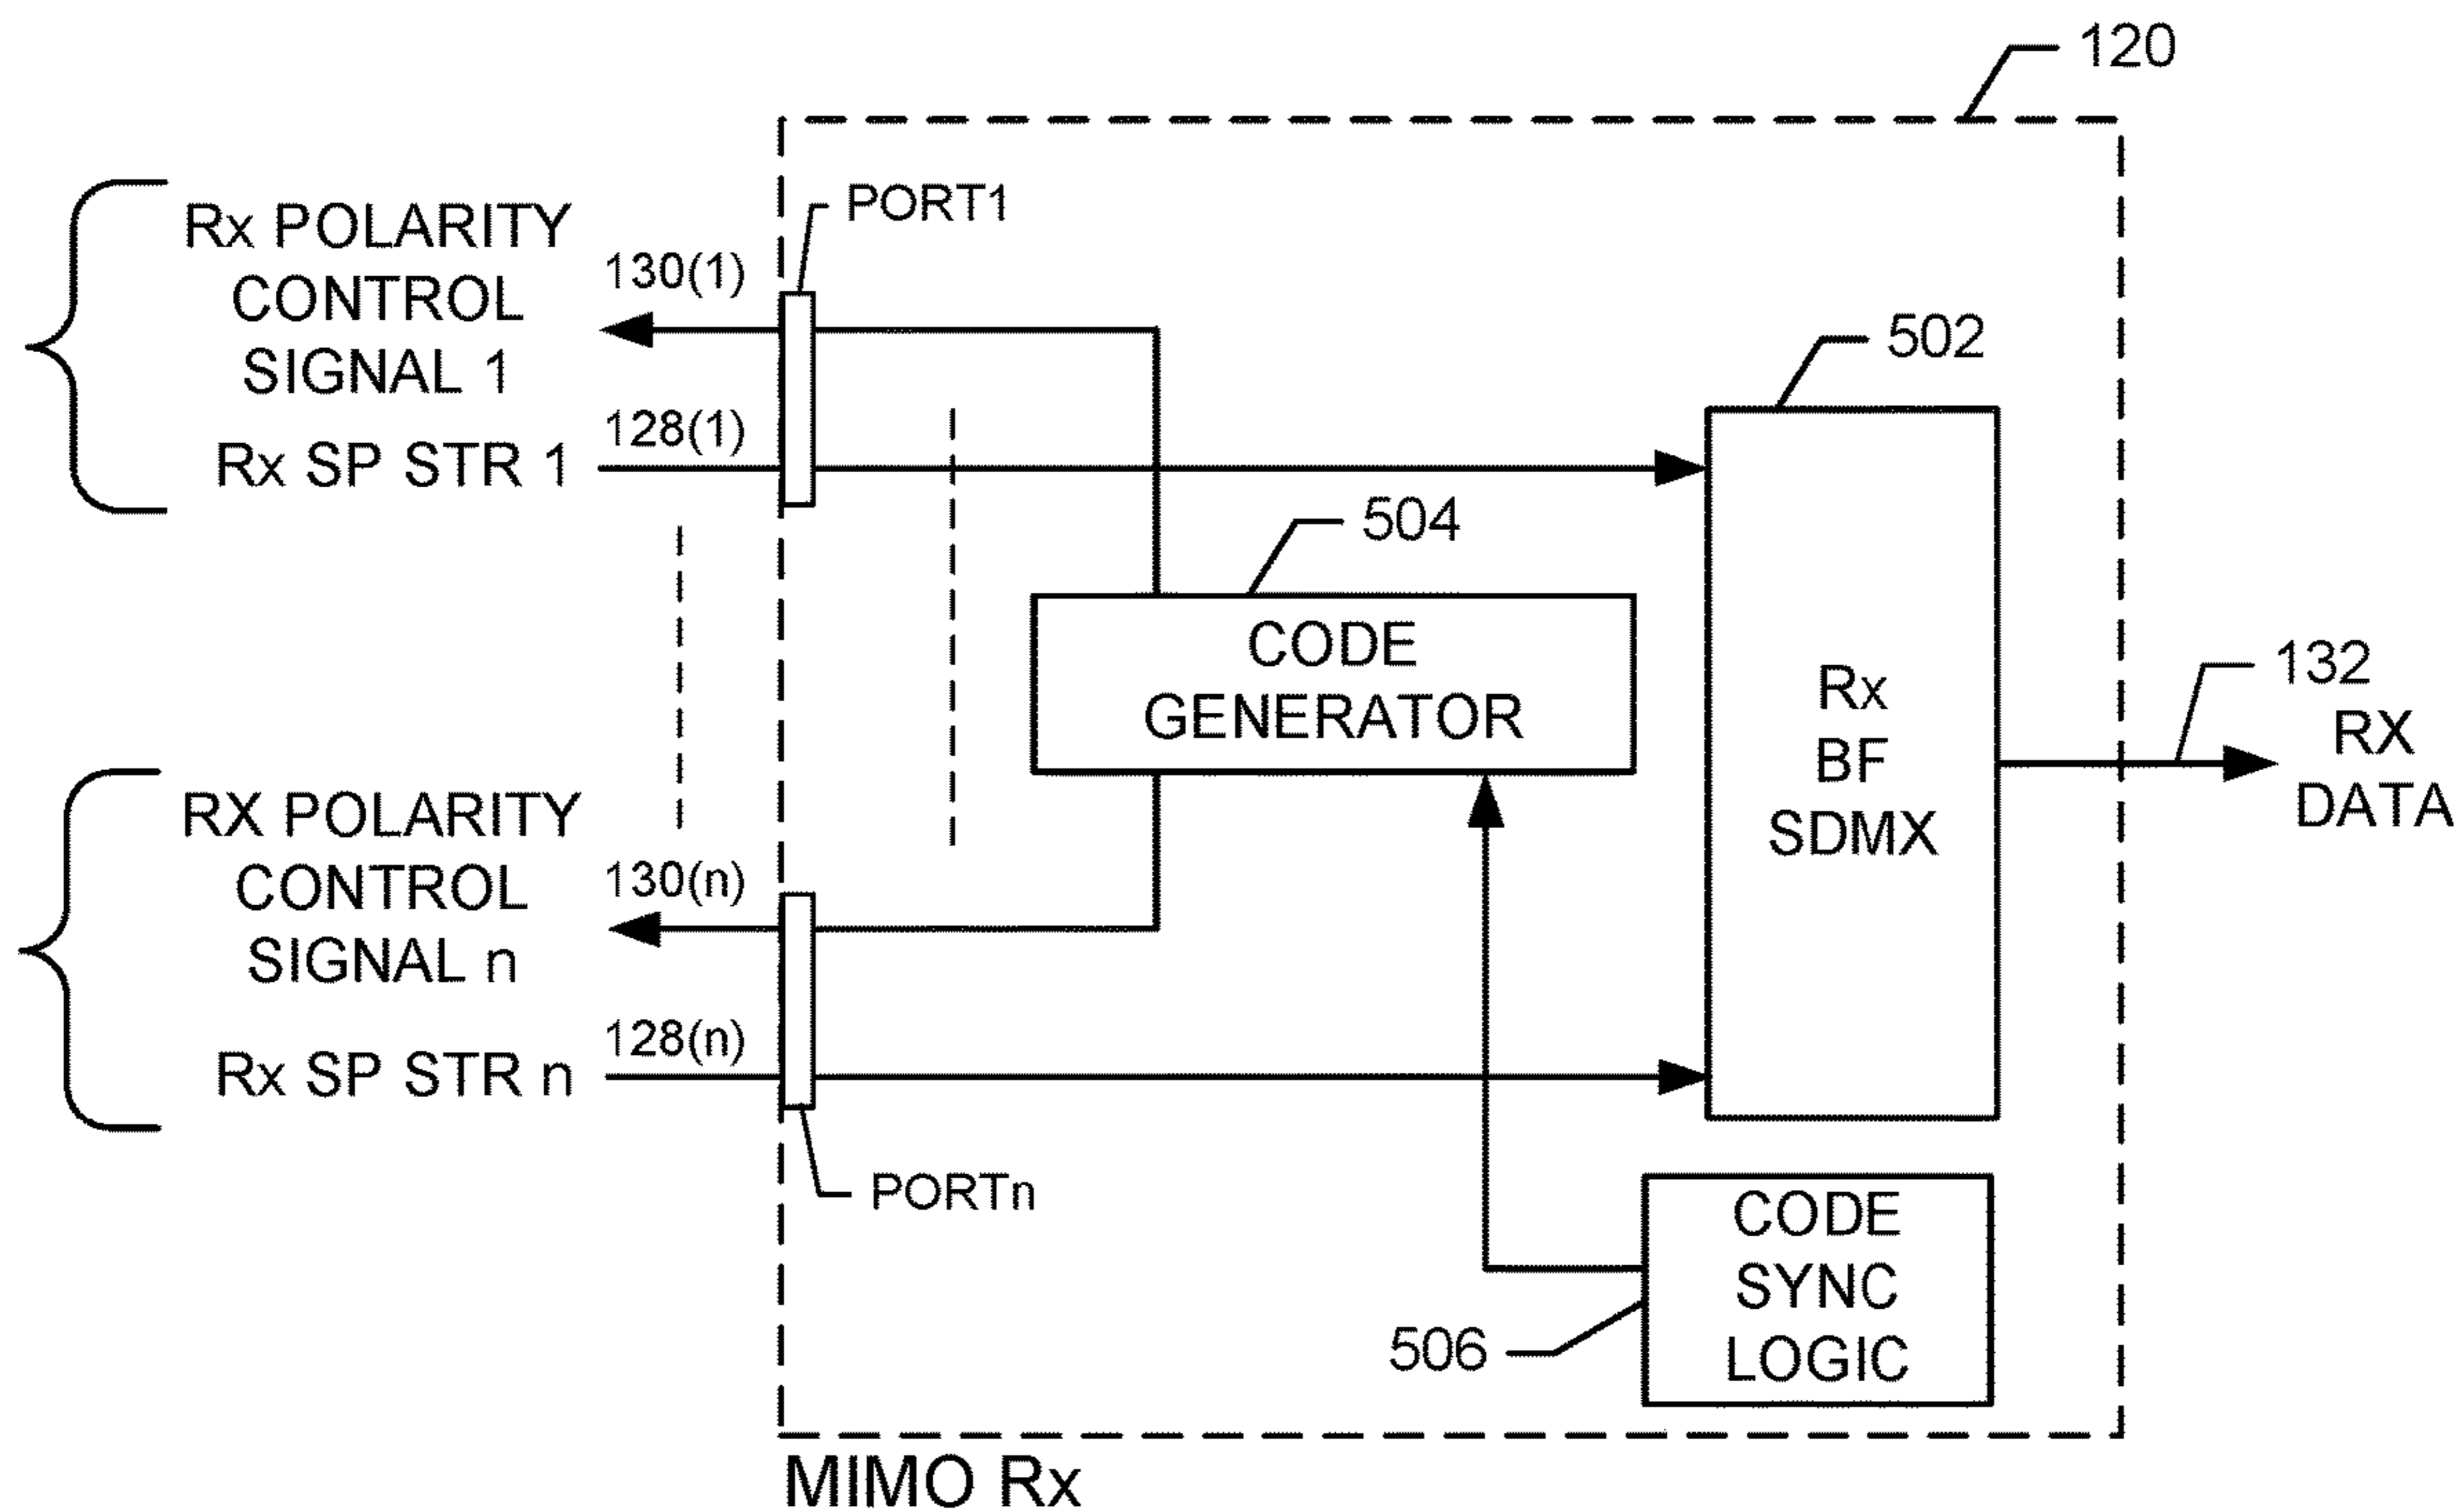 120
Rx POLARITY
CONTROL
SIGNAL 1
Rx SP STR 1
130(1)
128(1)
PORT1
502
504
CODE
GENERATOR
Rx
BF
SDMX
132
RX
DATA
RX POLARITY
CONTROL
SIGNAL n
Rx SP STR n
130(n)
128(n)
PORTn
CODE
SYNC
LOGIC
506
MIMO Rx